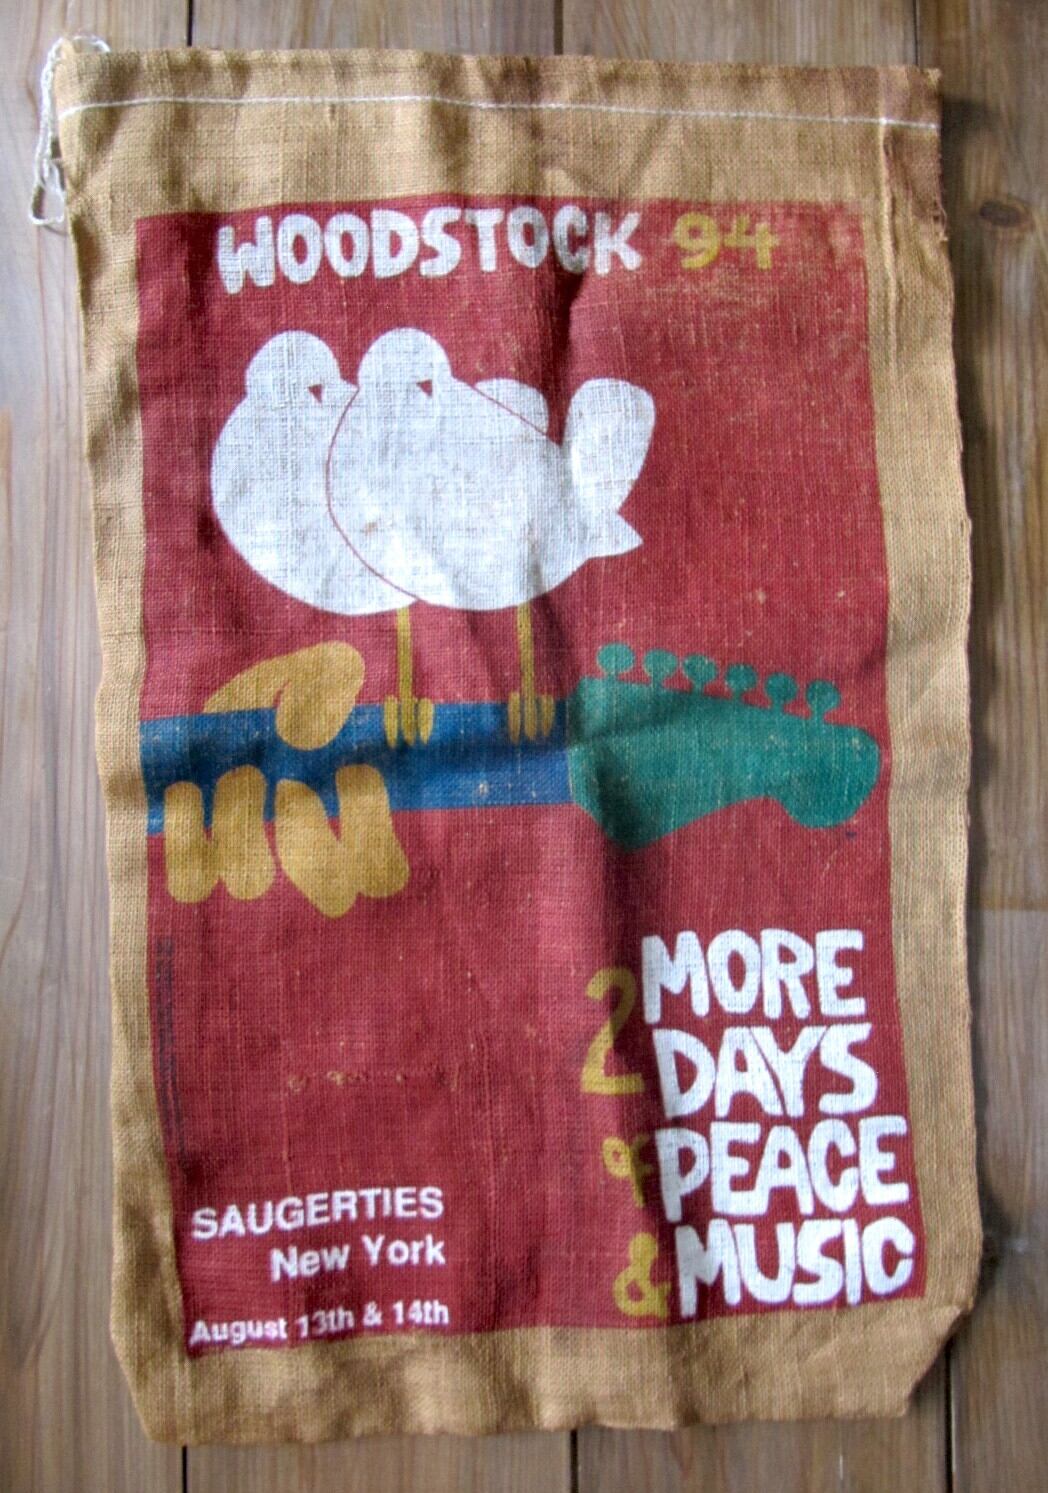 WOODSTOCK 94
2 MORE
DAYS
of PEACE
& MUSIC
SAUGERTIES
New York
August 13th & 14th